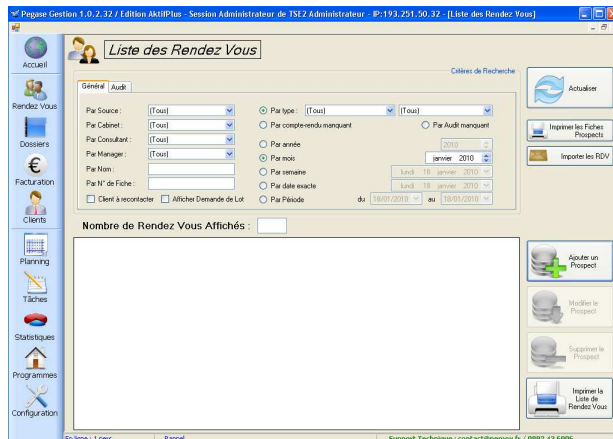 Pegase Gestion 1.0.2.32 / Edition AktifPlus - Session Administrateur de TSE2 Administrateur - IP:193.251.50.32 - [Liste des Rendez Vous]
Accueil
Rendez Vous
Dossiers
Facturation
Clients
Planning
Tâches
Statistiques
Programmes
Configuration
Liste des Rendez Vous
Critères de Recherche
Général Audit
Par Source : (Tous)
Par Cabinet : (Tous)
Par Consultant : (Tous)
Par Manager : (Tous)
Par Nom :
Par N° de Fiche :
Client à recontacter Afficher Demande de Lot
Par type : (Tous) (Tous)
Par compte-rendu manquant Par Audit manquant
Par année 2010
Par mois janvier 2010
Par semaine lundi 18 janvier 2010
Par date exacte lundi 18 janvier 2010
Par Période du 18/01/2010 au 18/01/2010
Nombre de Rendez Vous Affichés :
Actualiser
Imprimer les Fiches Prospects
Importer les RDV
Ajouter un Prospect
Modifier le Prospect
Supprimer le Prospect
Imprimer la Liste de Rendez Vous
En ligne : 1 pers Rappel
Support Technique :